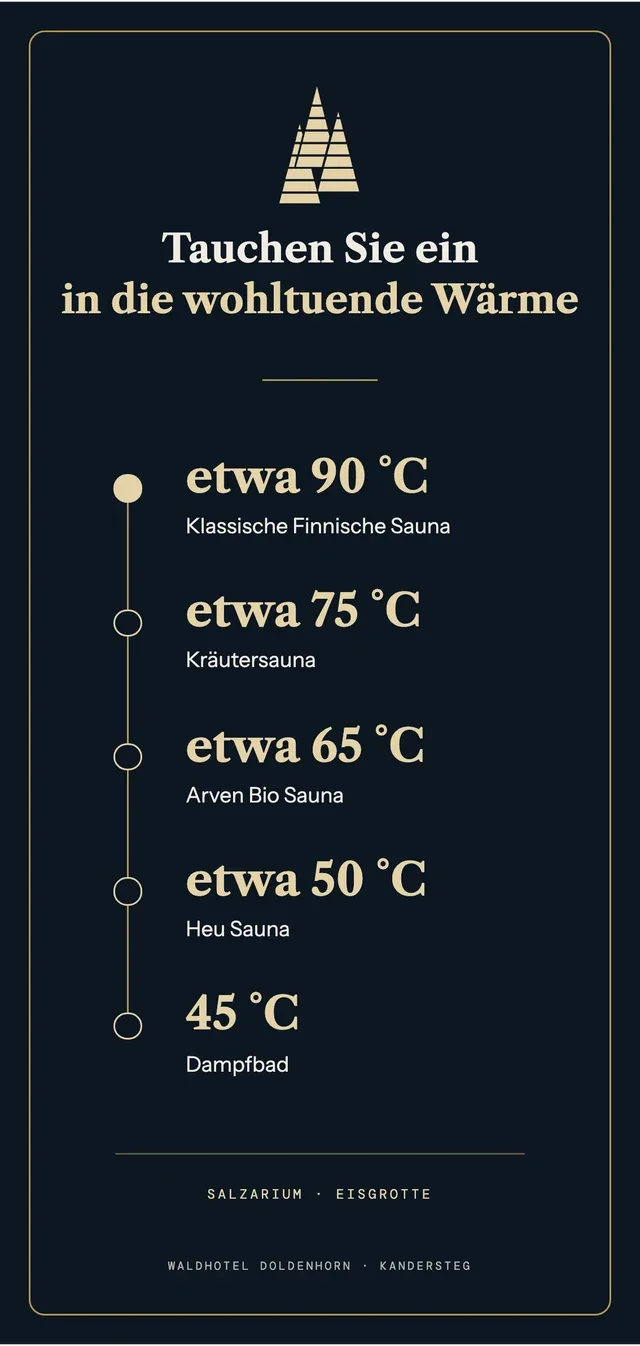 Tauchen Sie ein
in die wohltuende Wärme
etwa 90 °C
Klassische Finnische Sauna
etwa 75 °C
Kräutersauna
etwa 65 °C
Arven Bio Sauna
etwa 50 °C
Heu Sauna
45 °C
Dampfbad
SALZARIUM · EISGROTTE
WALDHOTEL DOLDENHORN · KANDERSTEG